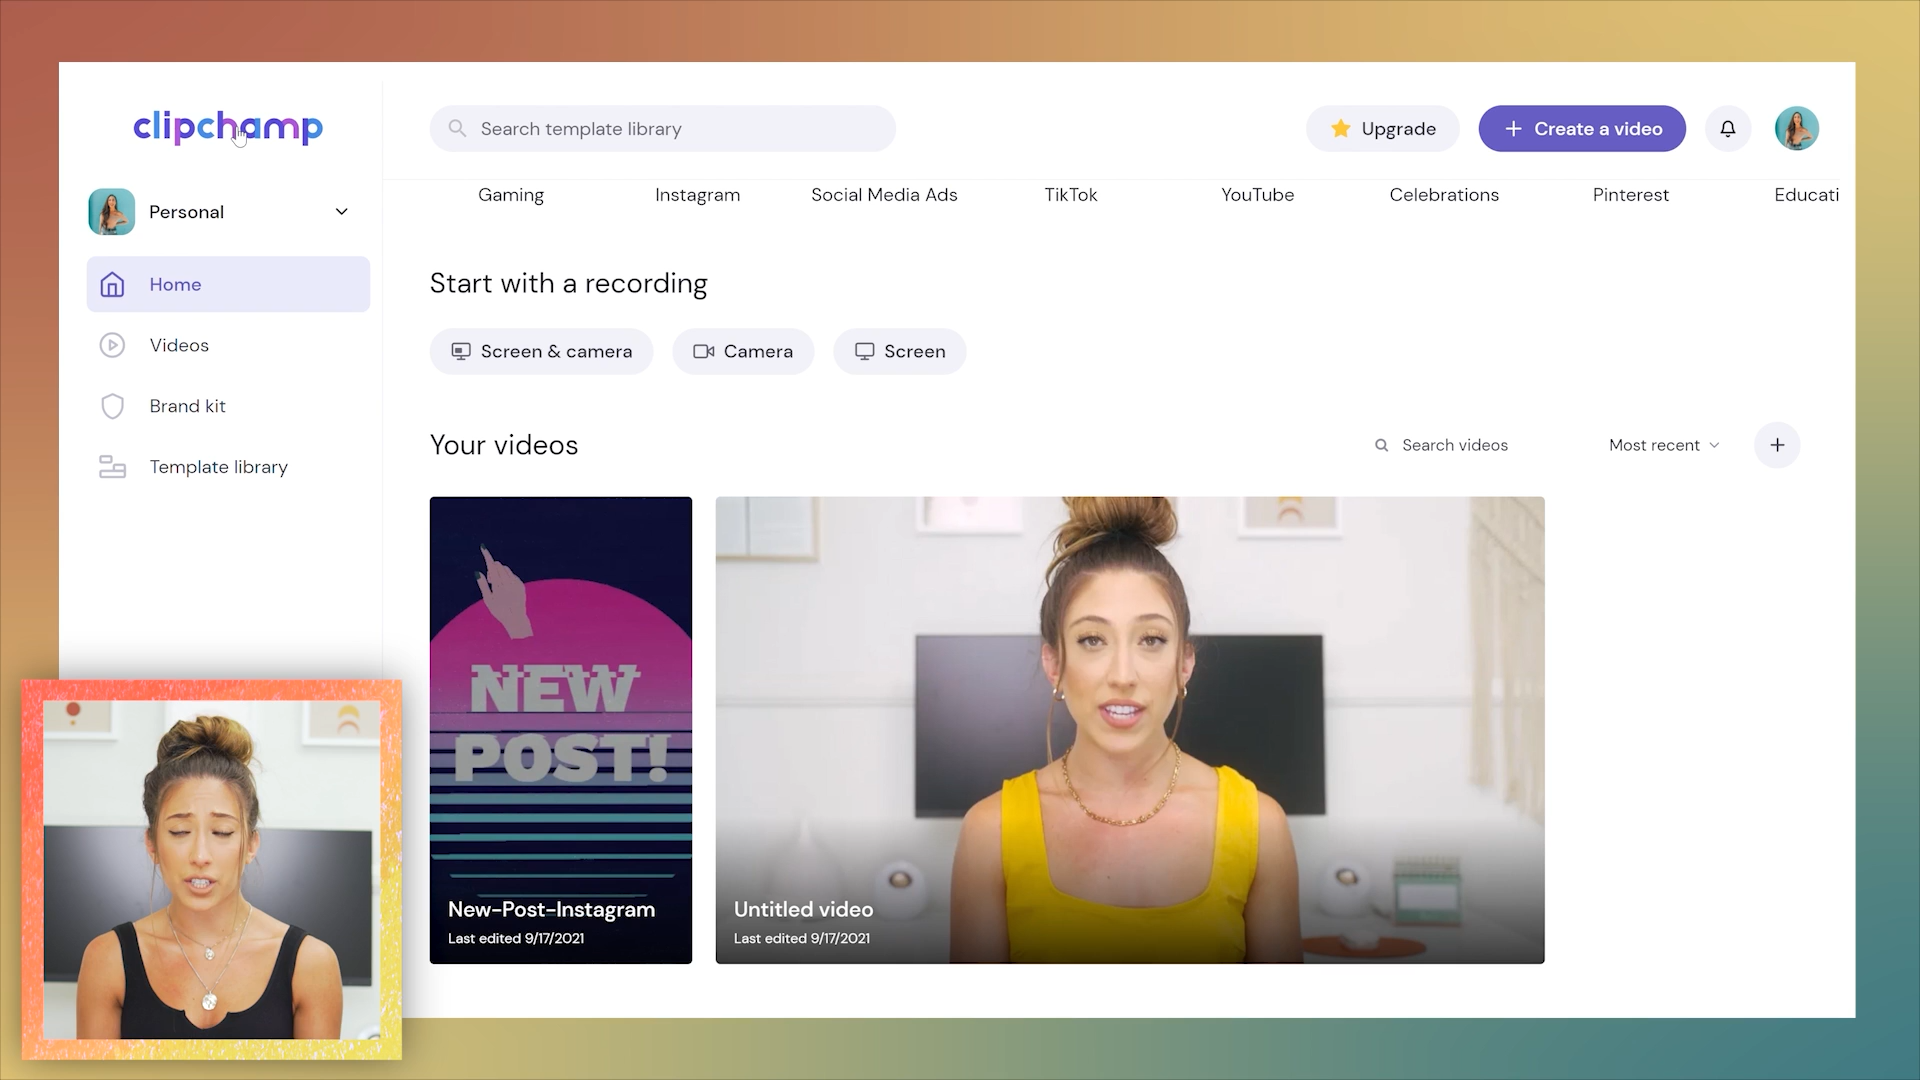 clipchamp
Search template library
Upgrade
+ Create a video
Personal
Gaming
Instagram
Social Media Ads
TikTok
YouTube
Celebrations
Pinterest
Educati
Home
Videos
Brand kit
Template library
Start with a recording
Screen & camera
Camera
Screen
Your videos
Search videos
Most recent
+
NEW
POST!
New-Post-Instagram
Last edited 9/17/2021
Untitled video
Last edited 9/17/2021